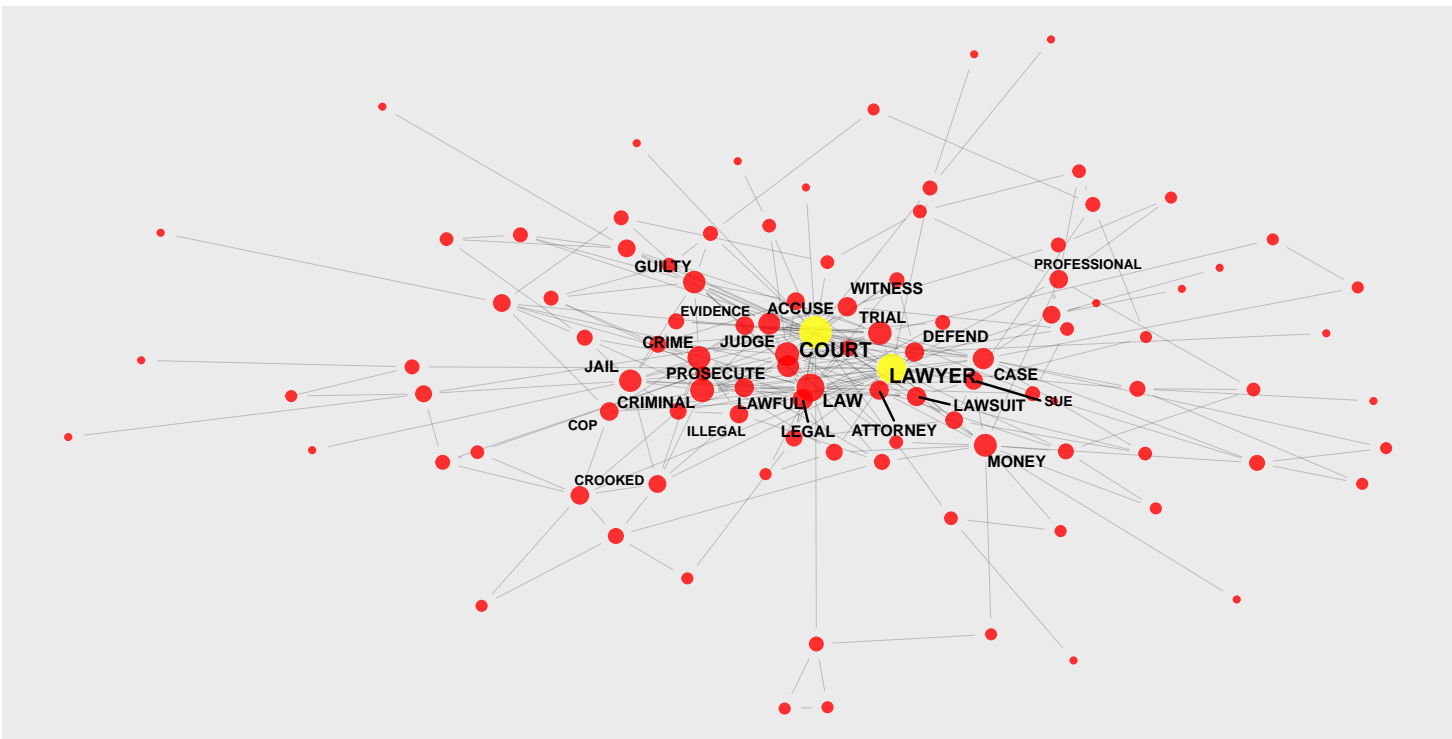 PROFESSIONAL
GUILTY
WITNESS
ACCUSE
EVIDENCE
TRIAL
DEFEND
CRIME
JUDGE
COURT
JAIL
PROSECUTE
LAWYER
CASE
CRIMINAL
LAWFUL
LAW
LAWSUIT
SUE
COP
ILLEGAL
LEGAL
ATTORNEY
MONEY
CROOKED